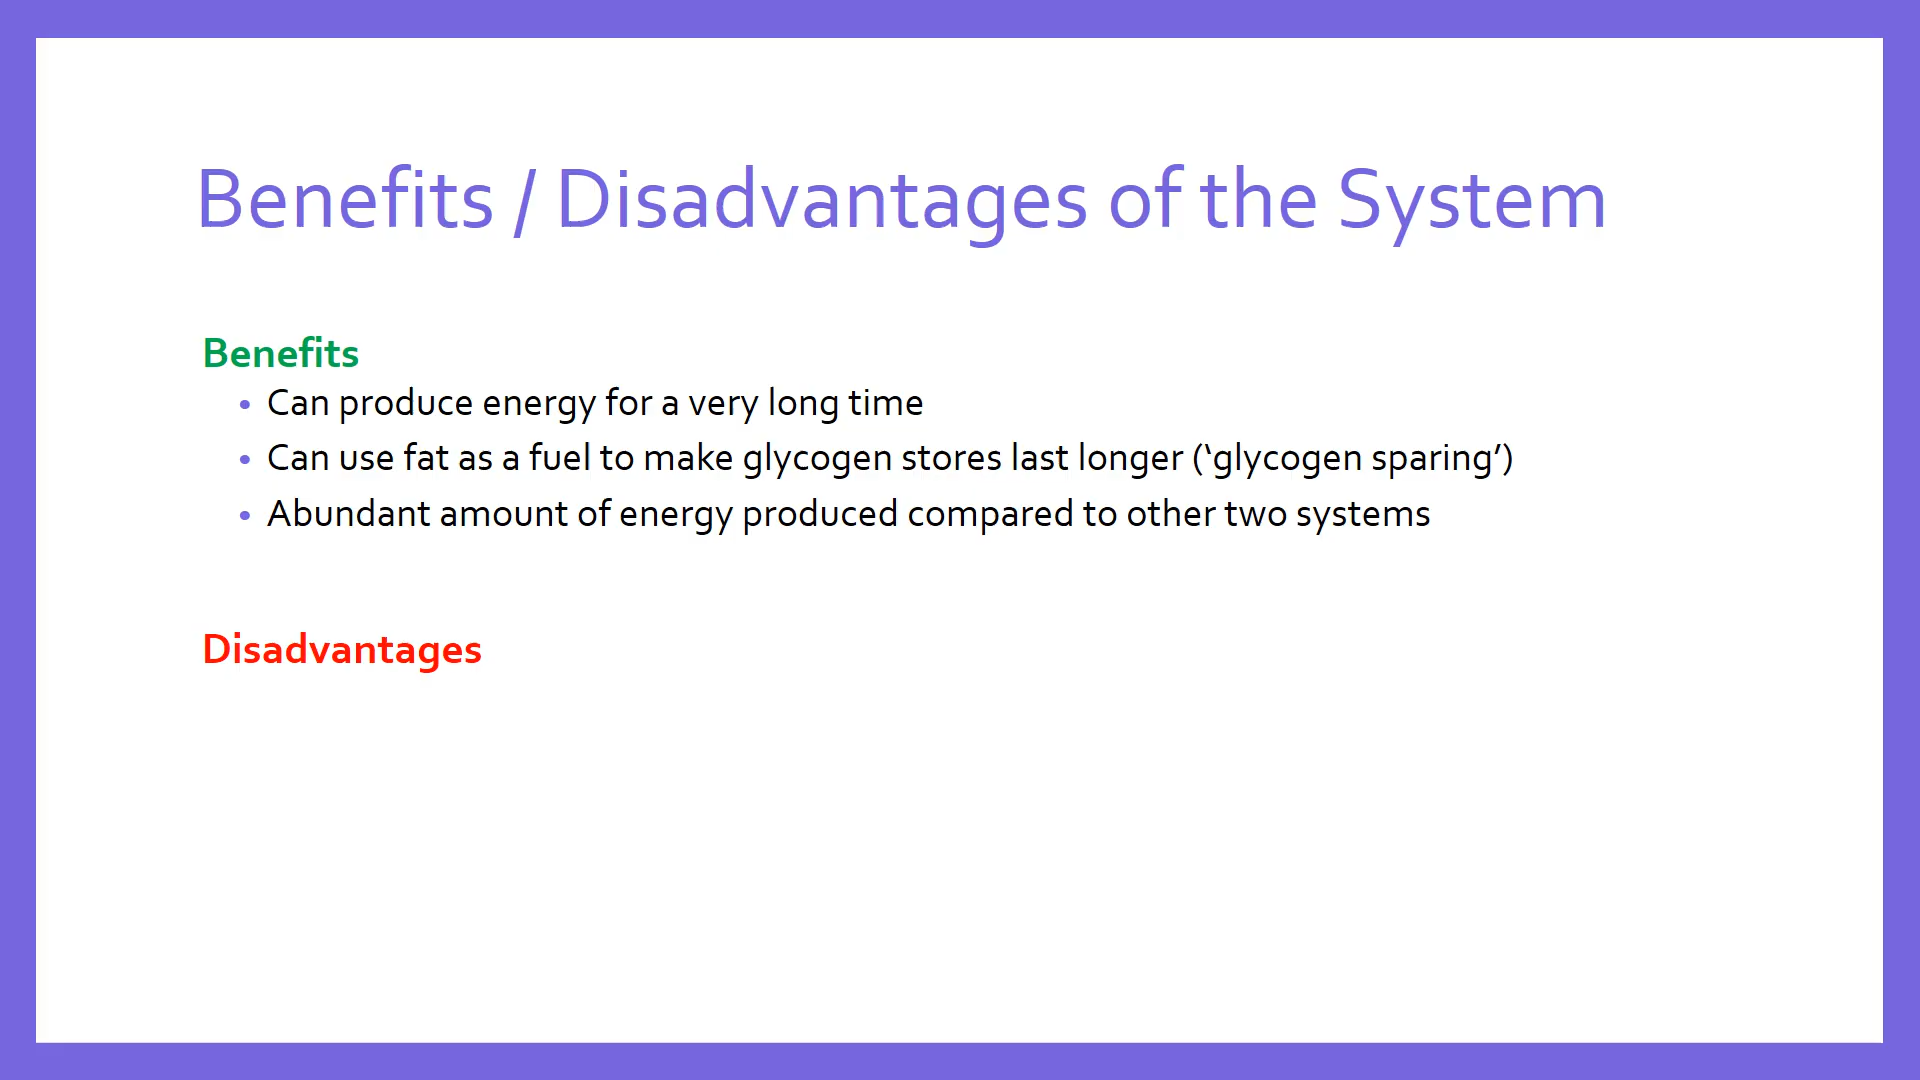 Benefits / Disadvantages of the System
Benefits
• Can produce energy for a very long time
• Can use fat as a fuel to make glycogen stores last longer (‘glycogen sparing’)
• Abundant amount of energy produced compared to other two systems
Disadvantages